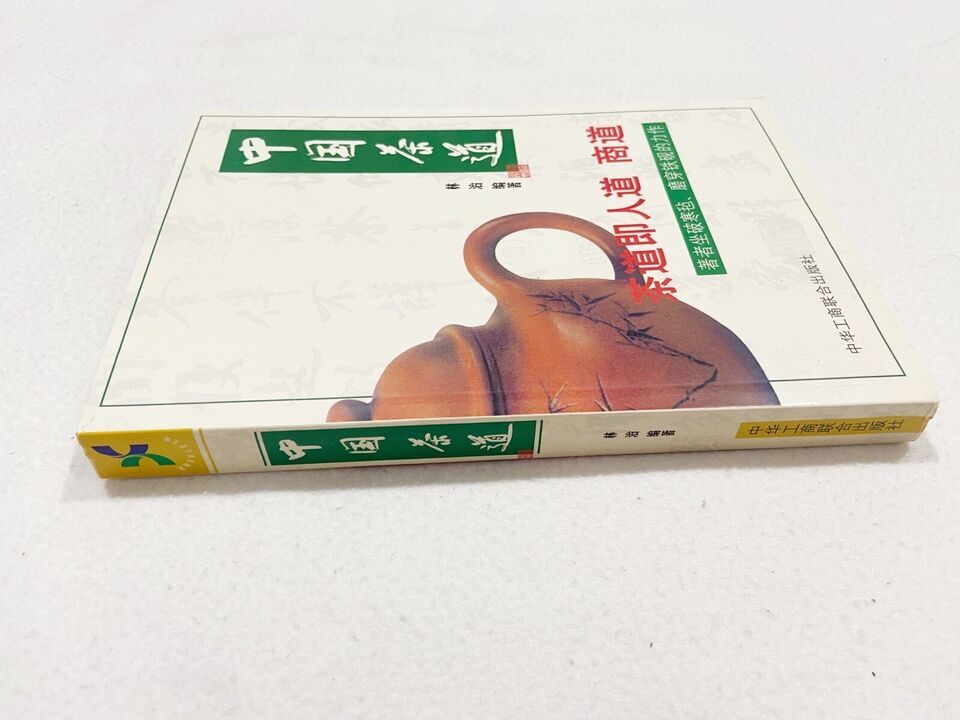 中国茶道
林治 编著
茶道即人道 商道
著者坐破寒毡、磨穿铁砚的力作
中华工商联合出版社
中国茶道
林治 编著
中华工商联合出版社